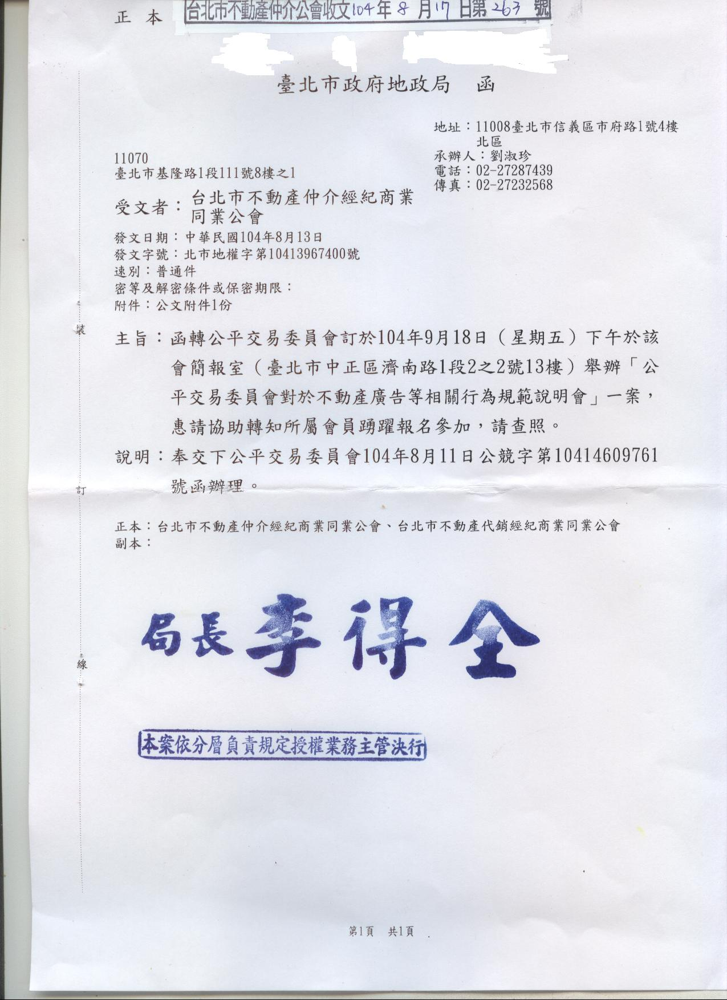 正本
台北市不動產仲介公會收文104年8月17日第263號
臺北市政府地政局 函
地址：11008臺北市信義區市府路1號4樓
北區
承辦人：劉淑珍
電話：02-27287439
傳真：02-27232568
11070
臺北市基隆路1段111號8樓之1
受文者：台北市不動產仲介經紀商業
同業公會
發文日期：中華民國104年8月13日
發文字號：北市地權字第10413967400號
速別：普通件
密等及解密條件或保密期限：
附件：公文附件1份
主旨：函轉公平交易委員會訂於104年9月18日（星期五）下午於該
會簡報室（臺北市中正區濟南路1段2之2號13樓）舉辦「公
平交易委員會對於不動產廣告等相關行為規範說明會」一案，
惠請協助轉知所屬會員踴躍報名參加，請查照。
說明：奉交下公平交易委員會104年8月11日公競字第10414609761
號函辦理。
正本：台北市不動產仲介經紀商業同業公會、台北市不動產代銷經紀商業同業公會
副本：
局長 李得全
本案依分層負責規定授權業務主管決行
裝
訂
線
第1頁 共1頁